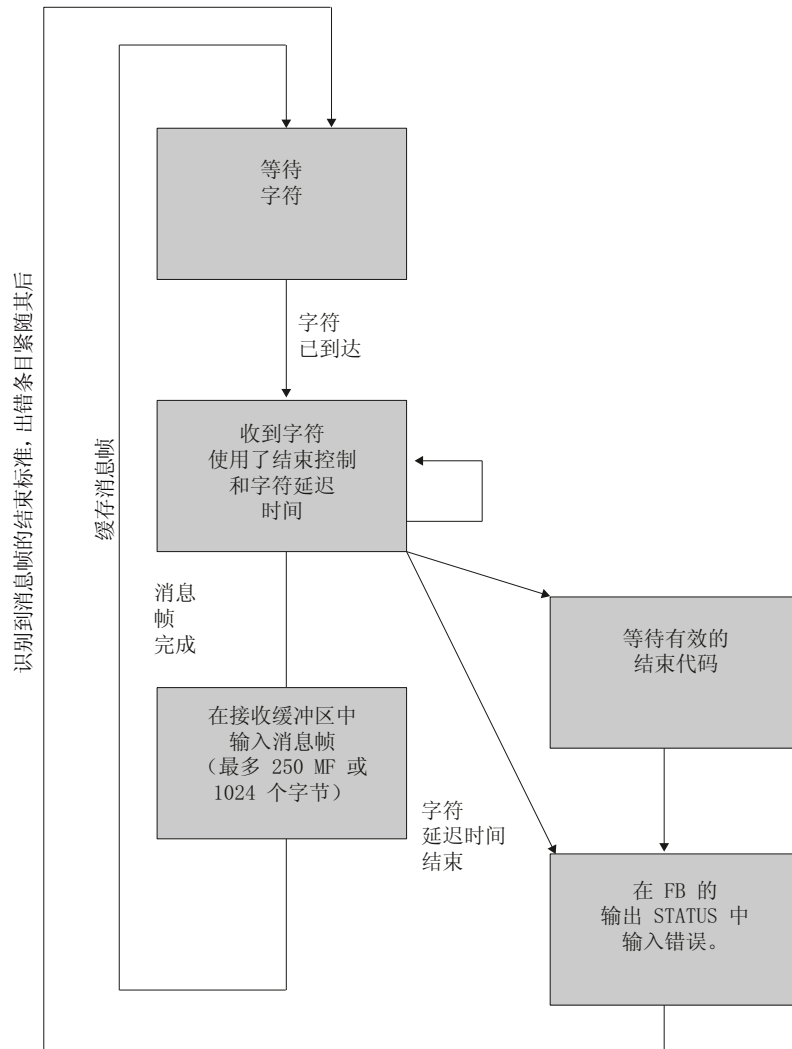 等待
字符
字符
已到达
收到字符
使用了结束控制
和字符延迟
时间
识别到消息帧的结束标准，出错条目紧随其后
缓存消息帧
消息
帧
完成
等待有效的
结束代码
在接收缓冲区中
输入消息帧
（最多 250 MF 或
1024 个字节）
字符
延迟时间
结束
在 FB 的
输出 STATUS 中
输入错误。